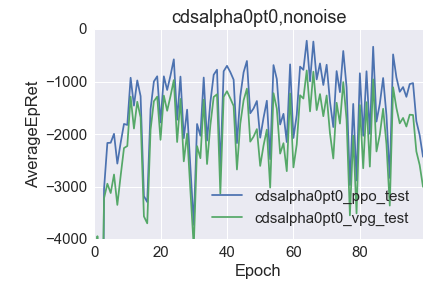 cdsalpha0pt0,nonoise
AverageEpRet
0
−1000
−2000
−3000
−4000
cdsalpha0pt0_ppo_test
cdsalpha0pt0_vpg_test
0 20 40 60 80
Epoch